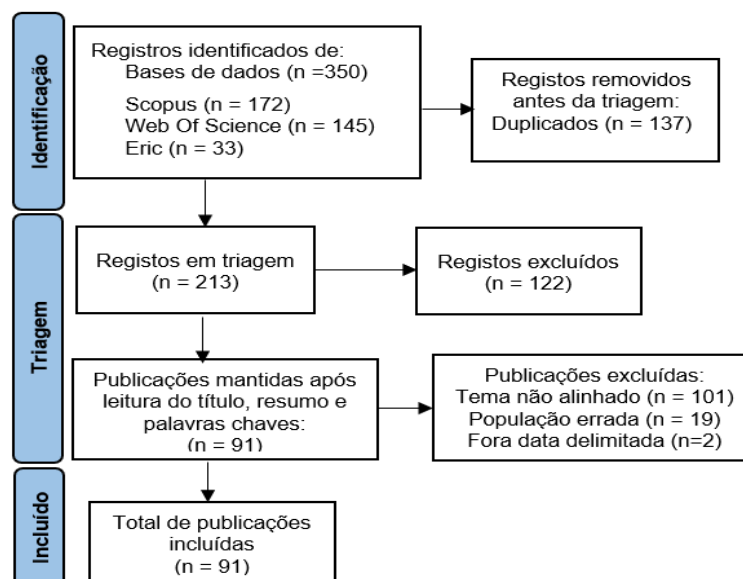 Identificação
Registros identificados de:
Bases de dados (n =350)
Scopus (n = 172)
Web Of Science (n = 145)
Eric (n = 33)
Registos removidos
antes da triagem:
Duplicados (n = 137)
Triagem
Registos em triagem
(n = 213)
Registos excluídos
(n = 122)
Publicações mantidas após
leitura do título, resumo e
palavras chaves:
(n = 91)
Publicações excluídas:
Tema não alinhado (n = 101)
População errada (n = 19)
Fora data delimitada (n=2)
Incluído
Total de publicações
incluídas
(n = 91)